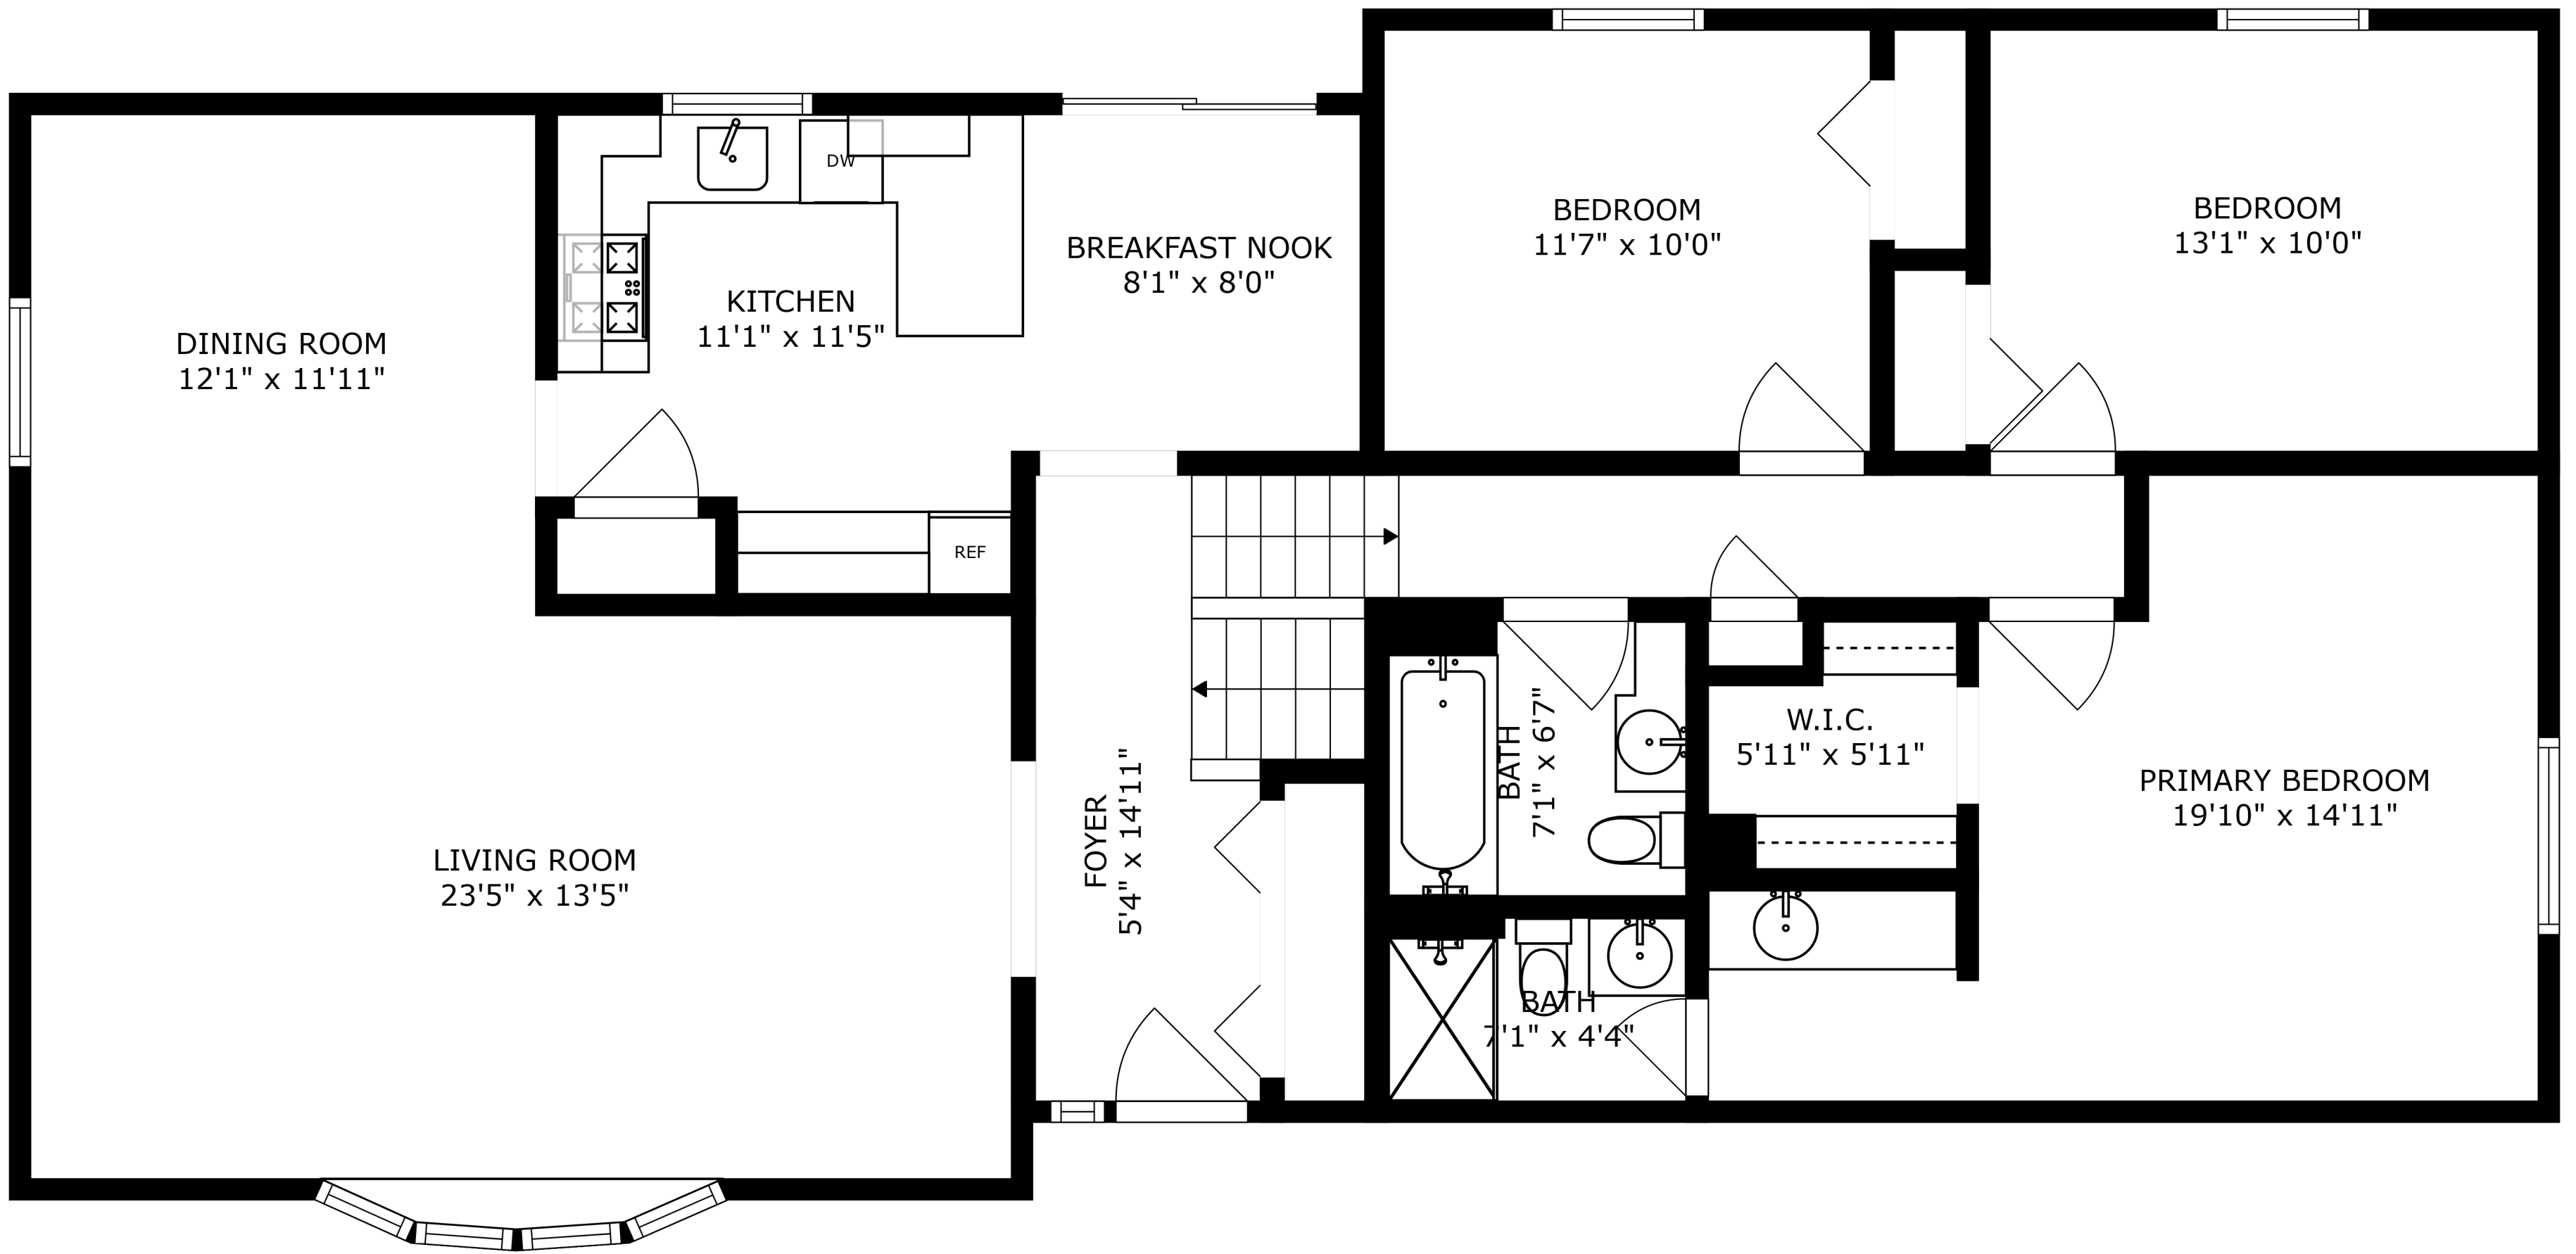 DINING ROOM
12'1" x 11'11"
KITCHEN
11'1" x 11'5"
DW
BREAKFAST NOOK
8'1" x 8'0"
BEDROOM
11'7" x 10'0"
BEDROOM
13'1" x 10'0"
REF
LIVING ROOM
23'5" x 13'5"
FOYER
5'4" x 14'11"
BATH
7'1" x 6'7"
W.I.C.
5'11" x 5'11"
PRIMARY BEDROOM
19'10" x 14'11"
BATH
7'1" x 4'4"